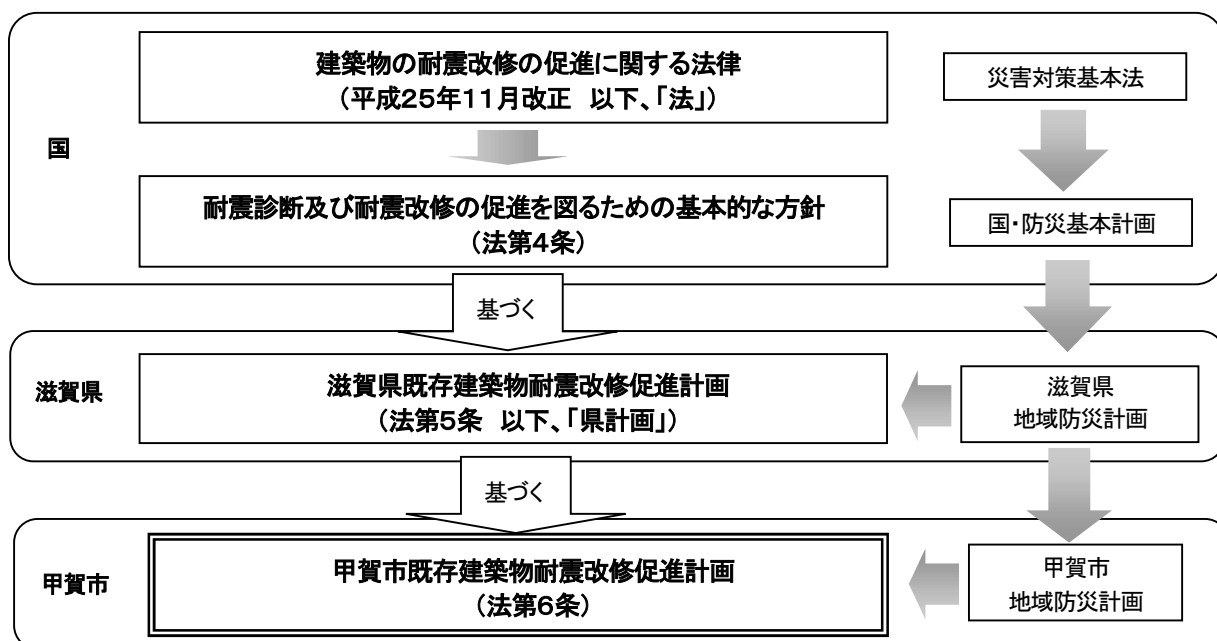 国
建築物の耐震改修の促進に関する法律
(平成25年11月改正 以下、「法」)
災害対策基本法
耐震診断及び耐震改修の促進を図るための基本的な方針
(法第4条)
国・防災基本計画
基づく
滋賀県
滋賀県既存建築物耐震改修促進計画
(法第5条 以下、「県計画」)
滋賀県
地域防災計画
基づく
甲賀市
甲賀市既存建築物耐震改修促進計画
(法第6条)
甲賀市
地域防災計画